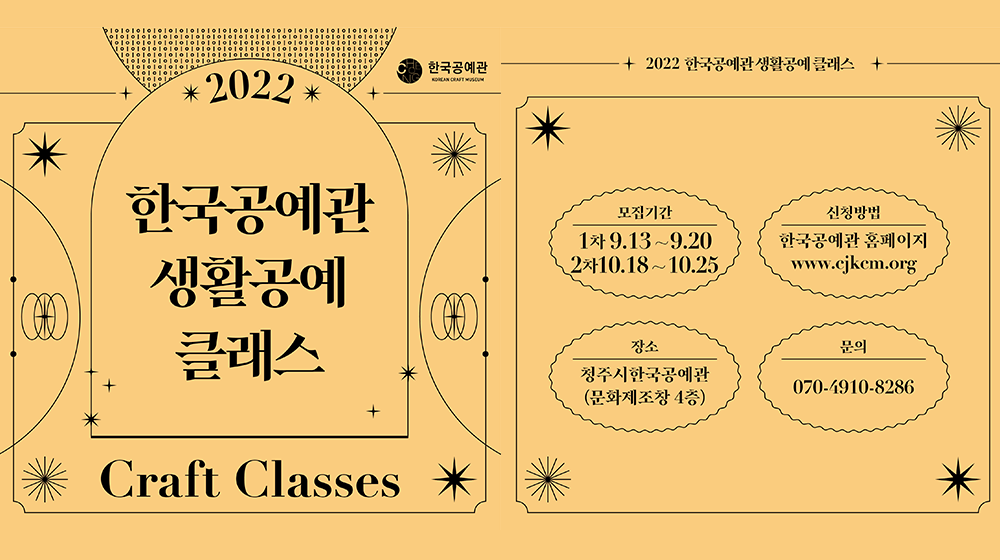 2022
한국공예관
KOREAN CRAFT MUSEUM
한국공예관
생활공예
클래스
Craft Classes
2022 한국공예관 생활공예 클래스
모집기간
1차 9.13 ~ 9.20
2차10.18 ~ 10.25
신청방법
한국공예관 홈페이지
www.cjkcm.org
장소
청주시한국공예관
(문화제조창 4층)
문의
070-4910-8286